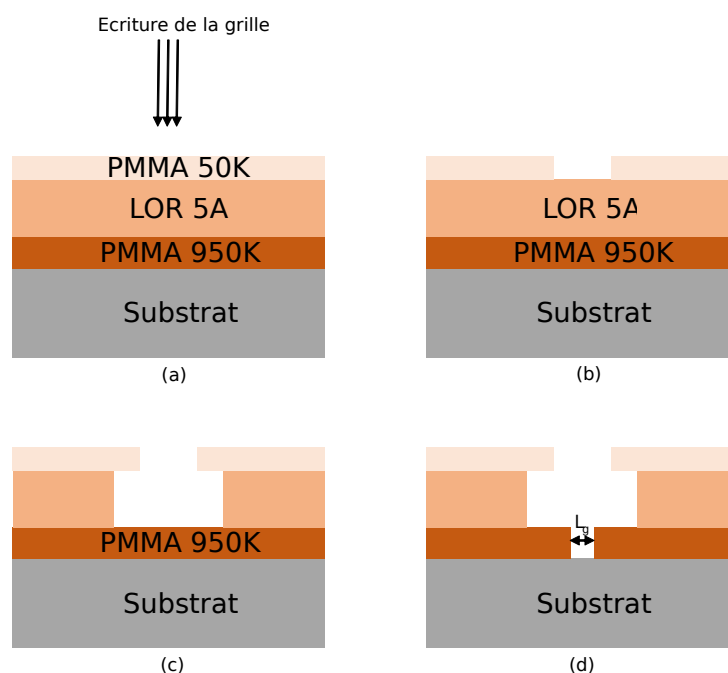 Ecriture de la grille
PMMA 50K
LOR 5A
PMMA 950K
Substrat
(a)
LOR 5A
PMMA 950K
Substrat
(b)
PMMA 950K
Substrat
(c)
Lg
Substrat
(d)